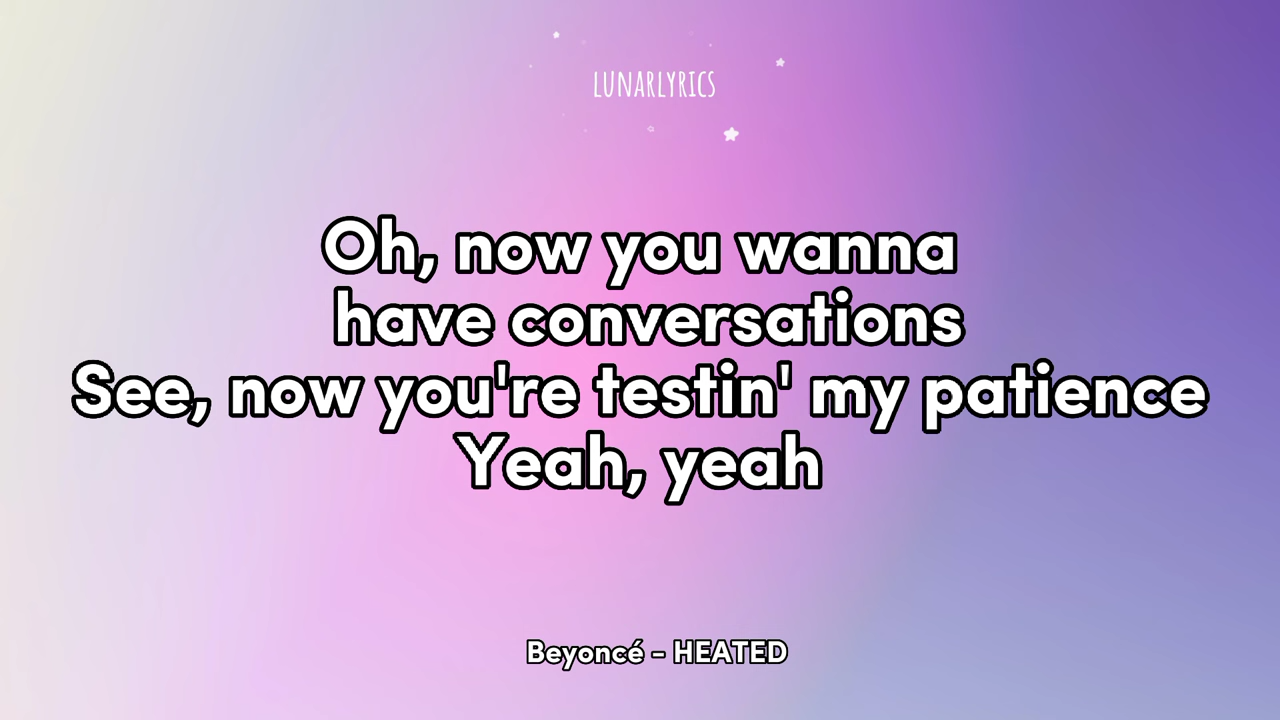 LUNARLYRICS
Oh, now you wanna
have conversations
See, now you're testin' my patience
Yeah, yeah
Beyoncé - HEATED